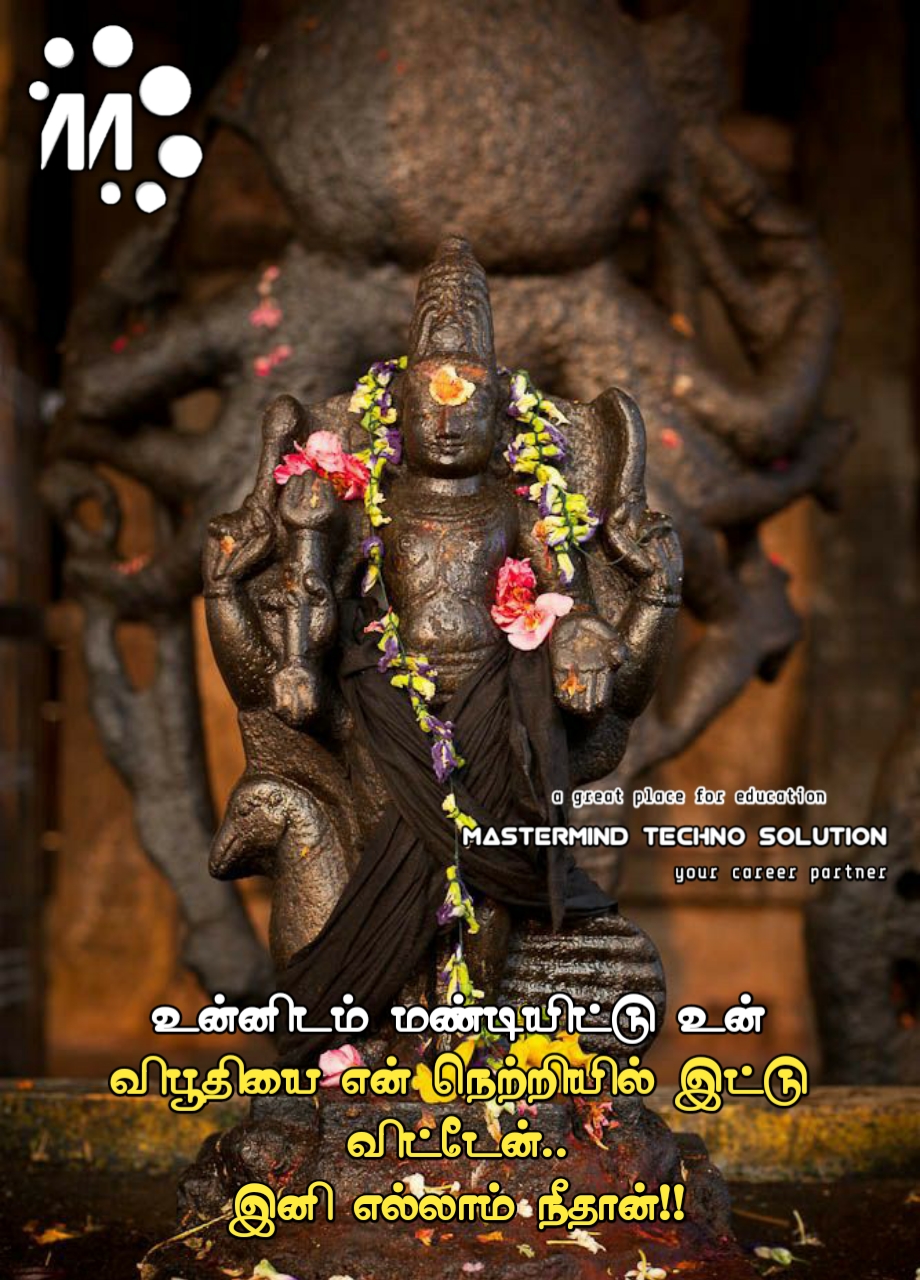 M
a great place for education
MASTERMIND TECHNO SOLUTION
your career partner
உன்னிடம் மண்டியிட்டு உன்
விபூதியை என் நெற்றியில் இட்டு
விட்டேன்..
இனி எல்லாம் நீதான்!!